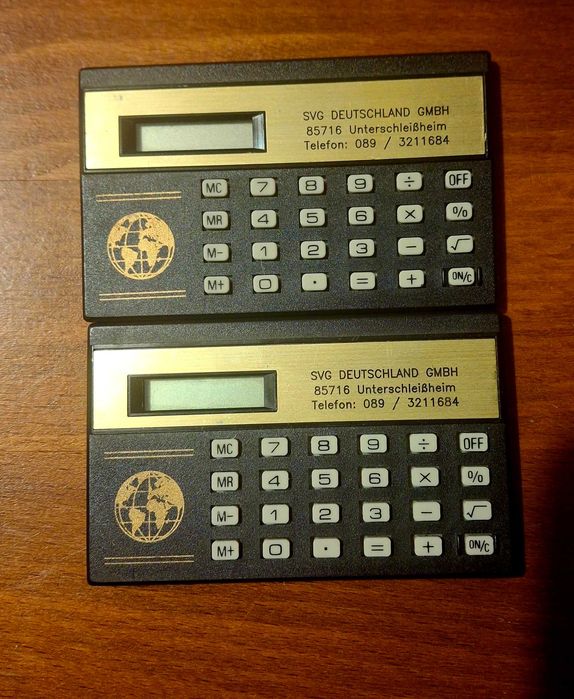 SVG DEUTSCHLAND GMBH
85716 Unterschleißheim
Telefon: 089 / 3211684
MC 7 8 9 ÷ OFF
MR 4 5 6 × %
M- 1 2 3 − √
M+ 0 . = + ON/C
SVG DEUTSCHLAND GMBH
85716 Unterschleißheim
Telefon: 089 / 3211684
MC 7 8 9 ÷ OFF
MR 4 5 6 × %
M- 1 2 3 − √
M+ 0 . = + ON/C